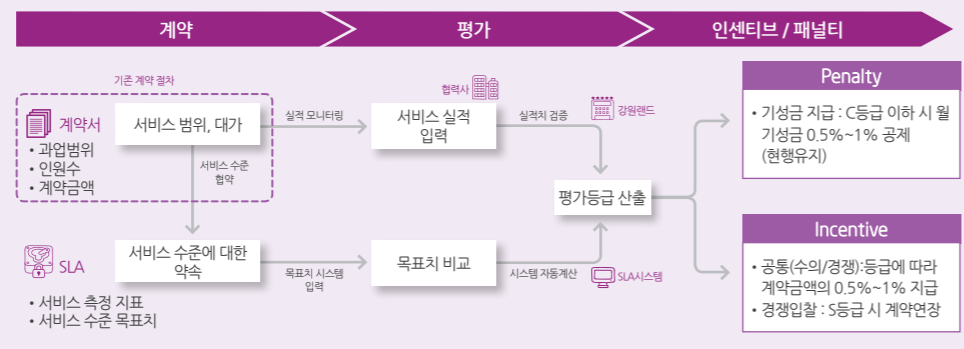 계약
평가
인센티브 / 패널티
기존 계약 절차
계약서
• 과업범위
• 인원수
• 계약금액
서비스 범위, 대가
실적 모니터링
서비스 수준
협약
협력사
서비스 실적
입력
실적치 검증
강원랜드
평가등급 산출
SLA
• 서비스 측정 지표
• 서비스 수준 목표치
서비스 수준에 대한
약속
목표치 시스템
입력
목표치 비교
시스템 자동계산
SLA시스템
Penalty
• 기성금 지급 : C등급 이하 시 월
기성금 0.5%~1% 공제
(현행유지)
Incentive
• 공통(수의/경쟁):등급에 따라
계약금액의 0.5%~1% 지급
• 경쟁입찰 : S등급 시 계약연장